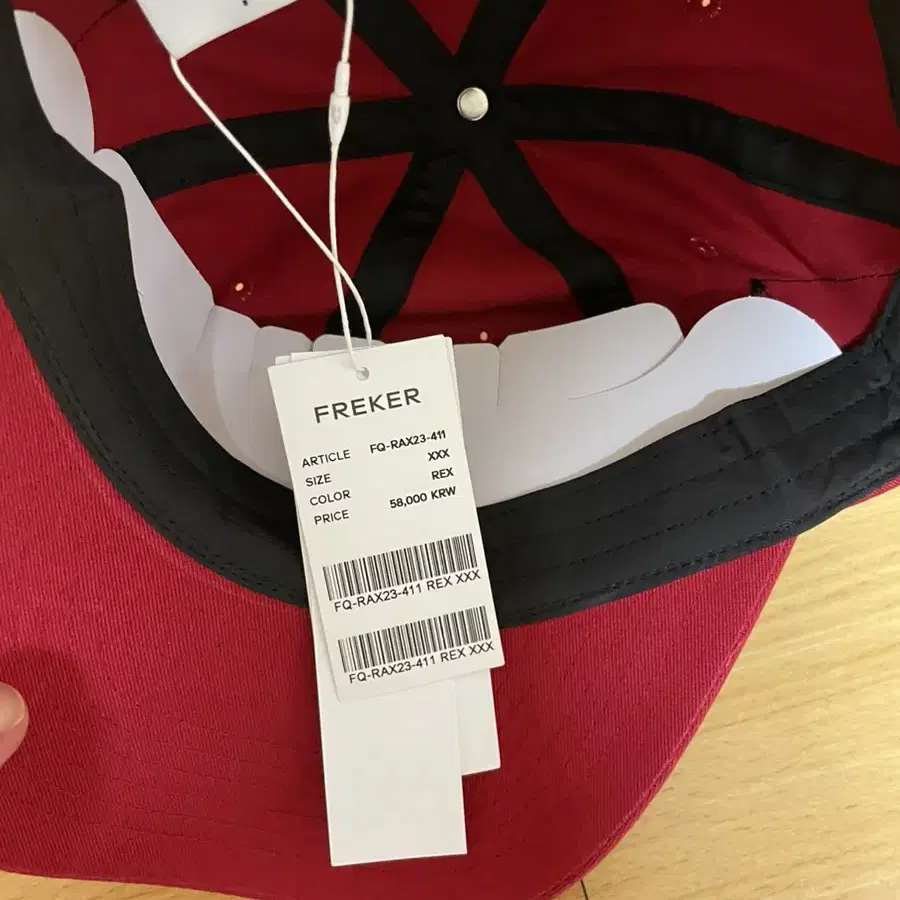 FREKER
ARTICLE FQ-RAX23-411
SIZE XXX
COLOR REX
PRICE 58,000 KRW
FQ-RAX23-411 REX XXX
FQ-RAX23-411 REX XXX